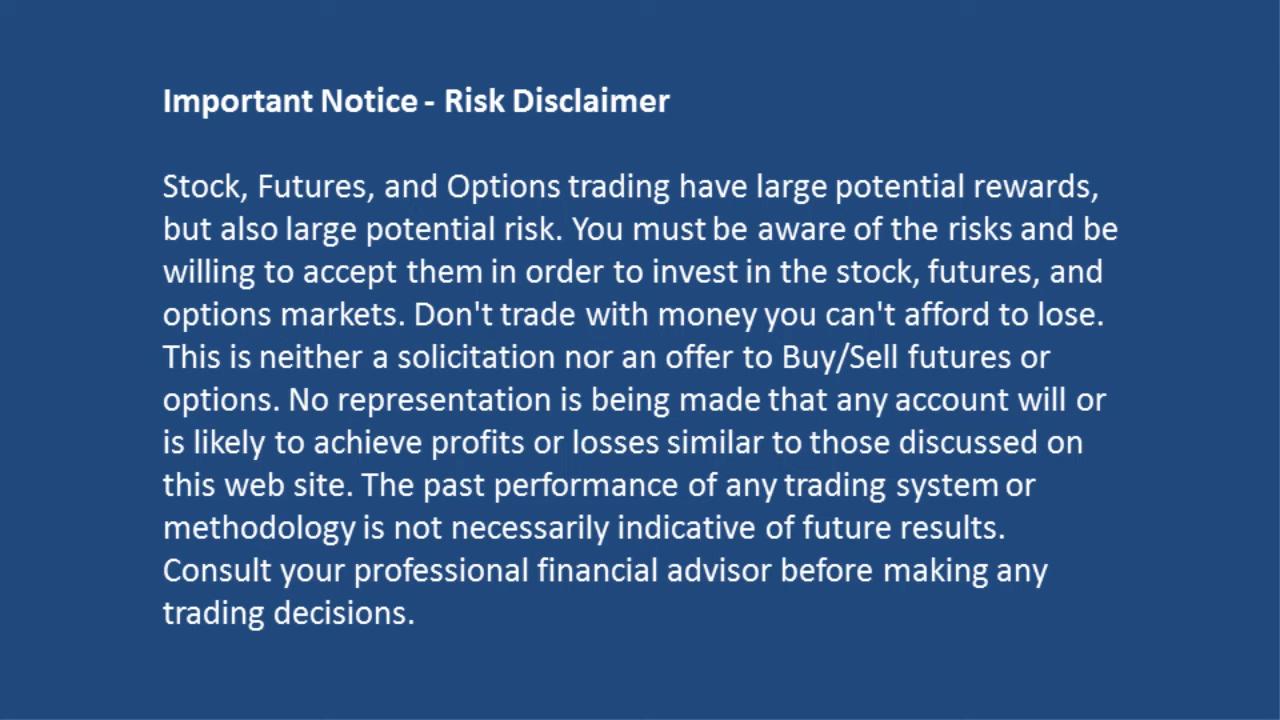 Important Notice - Risk Disclaimer
Stock, Futures, and Options trading have large potential rewards,
but also large potential risk. You must be aware of the risks and be
willing to accept them in order to invest in the stock, futures, and
options markets. Don't trade with money you can't afford to lose.
This is neither a solicitation nor an offer to Buy/Sell futures or
options. No representation is being made that any account will or
is likely to achieve profits or losses similar to those discussed on
this web site. The past performance of any trading system or
methodology is not necessarily indicative of future results.
Consult your professional financial advisor before making any
trading decisions.